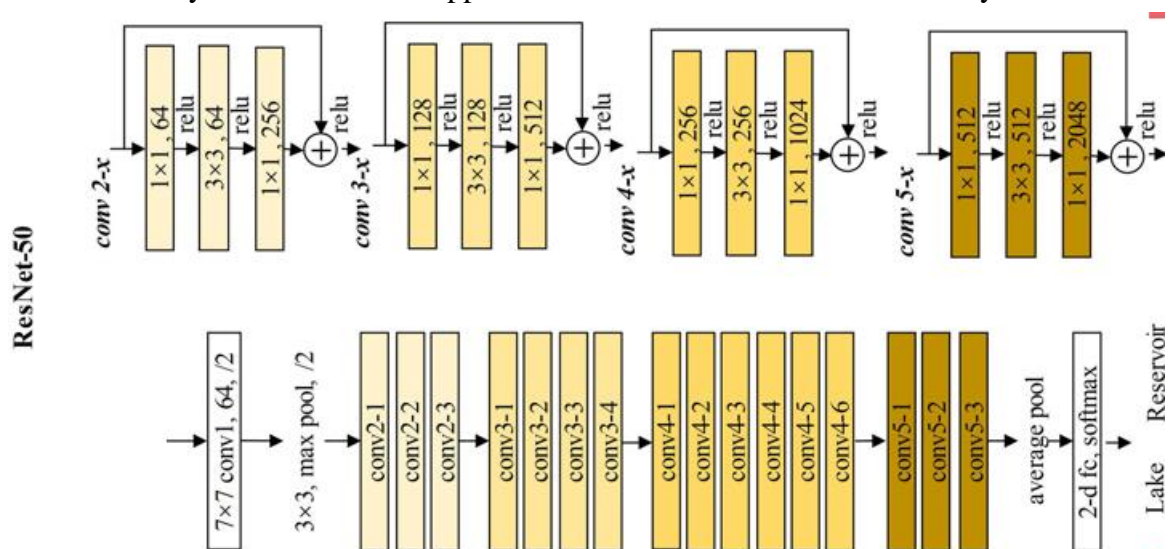 ResNet-50
conv 2-x
1×1 , 64
relu
3×3 , 64
relu
1×1 , 256
+
relu
conv 3-x
1×1 , 128
relu
3×3 , 128
relu
1×1 , 512
+
relu
conv 4-x
1×1 , 256
relu
3×3 , 256
relu
1×1 , 1024
+
relu
conv 5-x
1×1 , 512
relu
3×3 , 512
relu
1×1 , 2048
+
relu
7×7 conv1, 64, /2
3×3, max pool, /2
conv2-1
conv2-2
conv2-3
conv3-1
conv3-2
conv3-3
conv3-4
conv4-1
conv4-2
conv4-3
conv4-4
conv4-5
conv4-6
conv5-1
conv5-2
conv5-3
average pool
2-d fc, softmax
Lake Reservoir